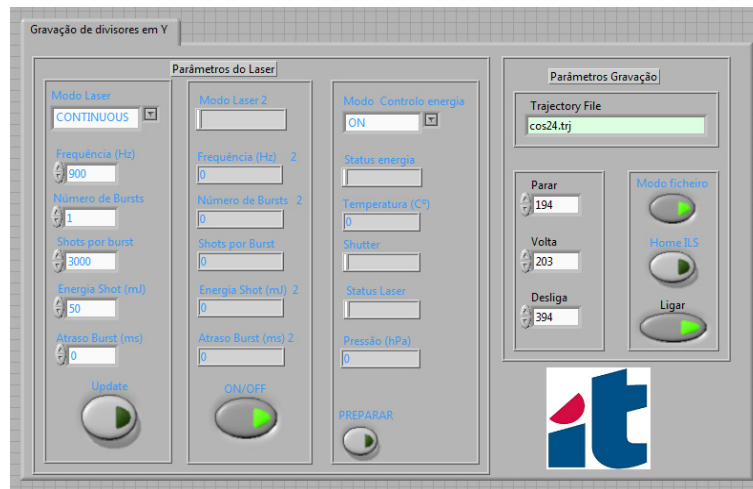 Gravação de divisores em Y
Parâmetros do Laser
Modo Laser
CONTINUOUS
Frequência (Hz)
900
Número de Bursts
1
Shots por burst
3000
Energia Shot (mJ)
50
Atraso Burst (ms)
0
Update
Modo Laser 2
Frequência (Hz) 2
0
Número de Bursts 2
0
Shots por Burst
0
Energia Shot (mJ) 2
0
Atraso Burst (ms) 2
0
ON/OFF
Modo Controlo energia
ON
Status energia
Temperatura (Cº)
0
Shutter
Status Laser
Pressão (hPa)
0
PREPARAR
Parâmetros Gravação
Trajectory File
cos24.trj
Parar
194
Volta
203
Desliga
394
Modo ficheiro
Home ILS
Ligar
it